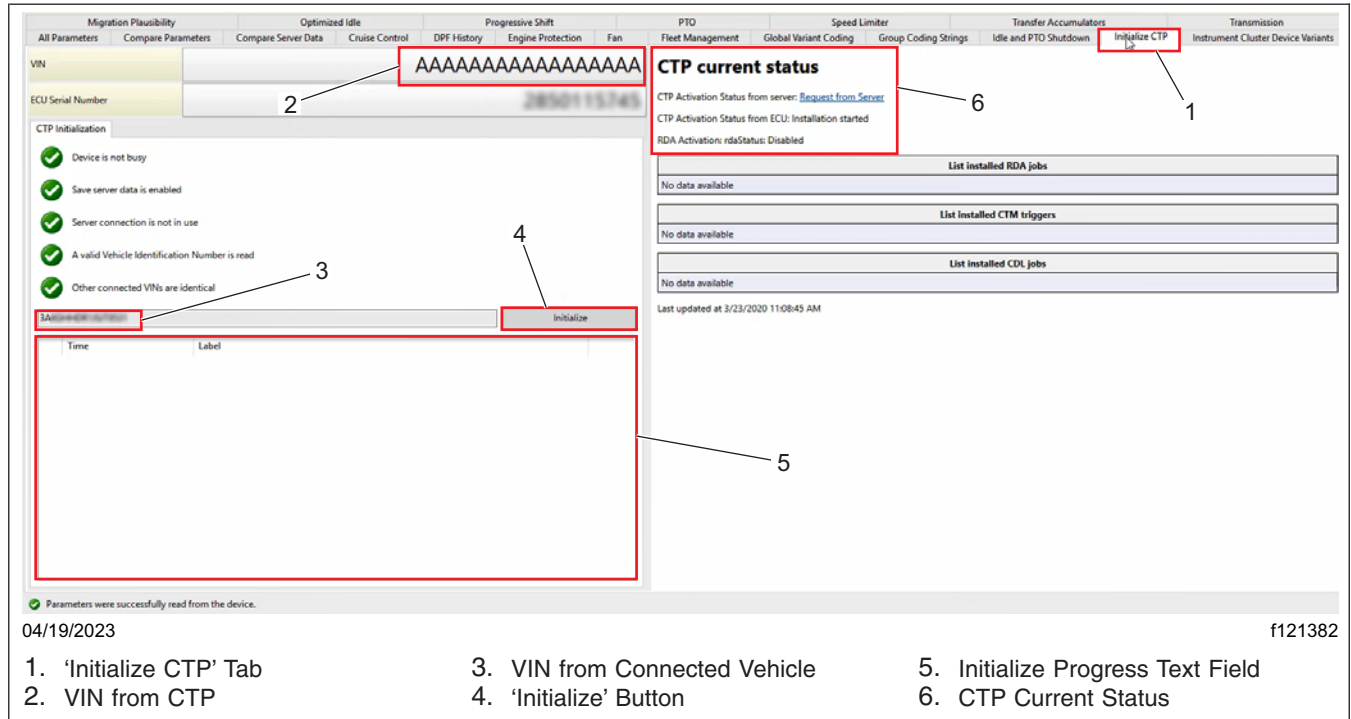 Migration Plausibility Optimized Idle Progressive Shift PTO Speed Limiter Transfer Accumulators Transmission
All Parameters Compare Parameters Compare Server Data Cruise Control DPF History Engine Protection Fan Fleet Management Global Variant Coding Group Coding Strings Idle and PTO Shutdown Initialize CTP Instrument Cluster Device Variants
VIN AAAAAAAAAAAAAAAAA
ECU Serial Number 2850115745
CTP Initialization
Device is not busy
Save server data is enabled
Server connection is not in use
A valid Vehicle Identification Number is read
Other connected VINs are identical
Initialize
Time Label
Parameters were successfully read from the device.
CTP current status
CTP Activation Status from server: Request from Server
CTP Activation Status from ECU: Installation started
RDA Activation: rdaStatus: Disabled
List installed RDA jobs
No data available
List installed CTM triggers
No data available
List installed CDL jobs
No data available
Last updated at 3/23/2020 11:08:45 AM
1
2
3
4
5
6
04/19/2023 f121382
1. ‘Initialize CTP’ Tab
2. VIN from CTP
3. VIN from Connected Vehicle
4. ‘Initialize’ Button
5. Initialize Progress Text Field
6. CTP Current Status